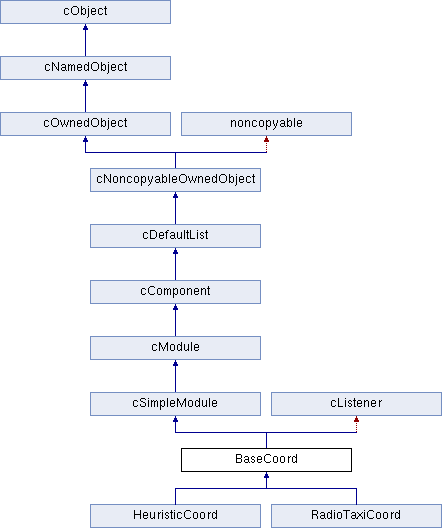 cObject
cNamedObject
cOwnedObject
noncopyable
cNoncopyableOwnedObject
cDefaultList
cComponent
cModule
cSimpleModule
cListener
BaseCoord
HeuristicCoord
RadioTaxiCoord